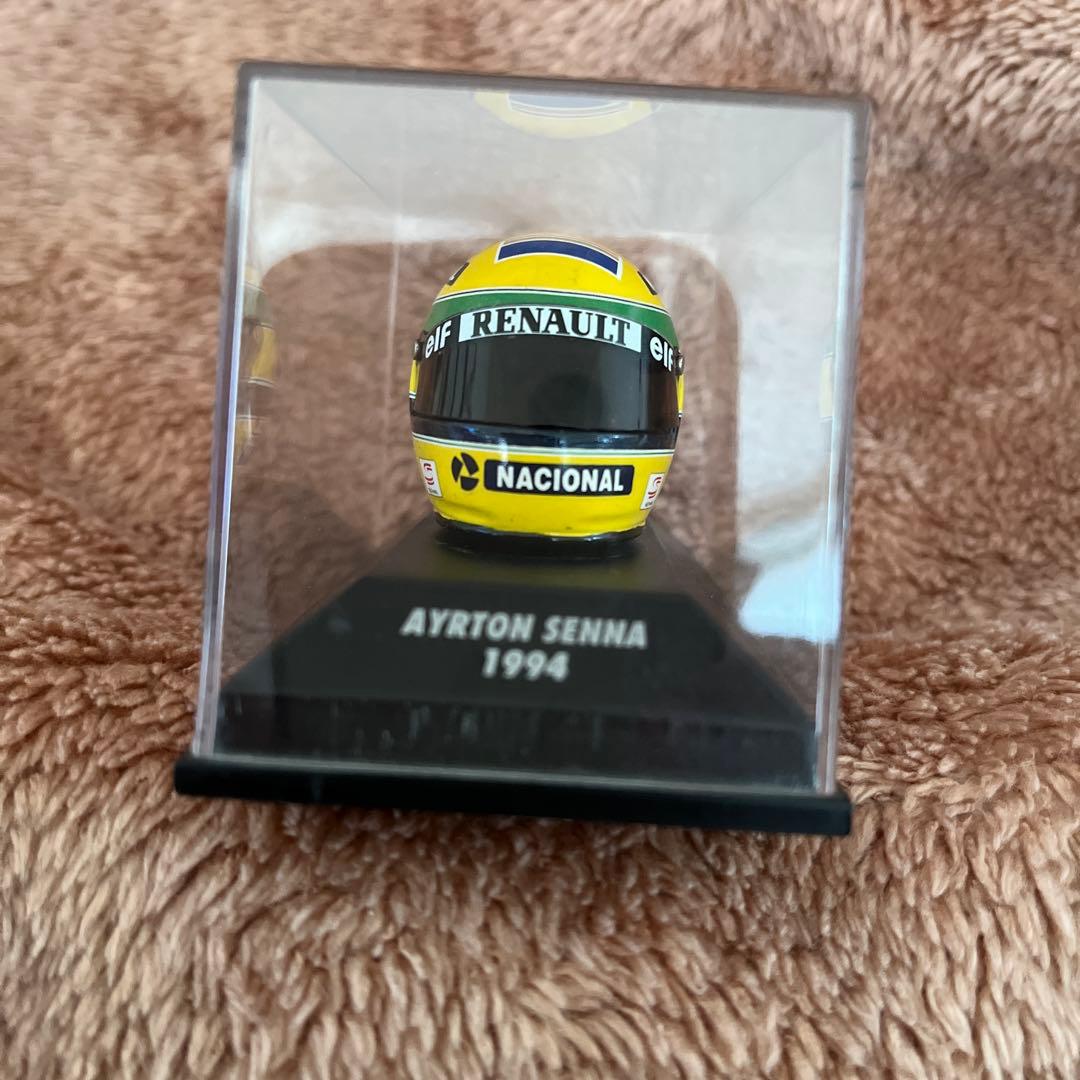 RENAULT
elf elf
NACIONAL
AYRTON SENNA
1994